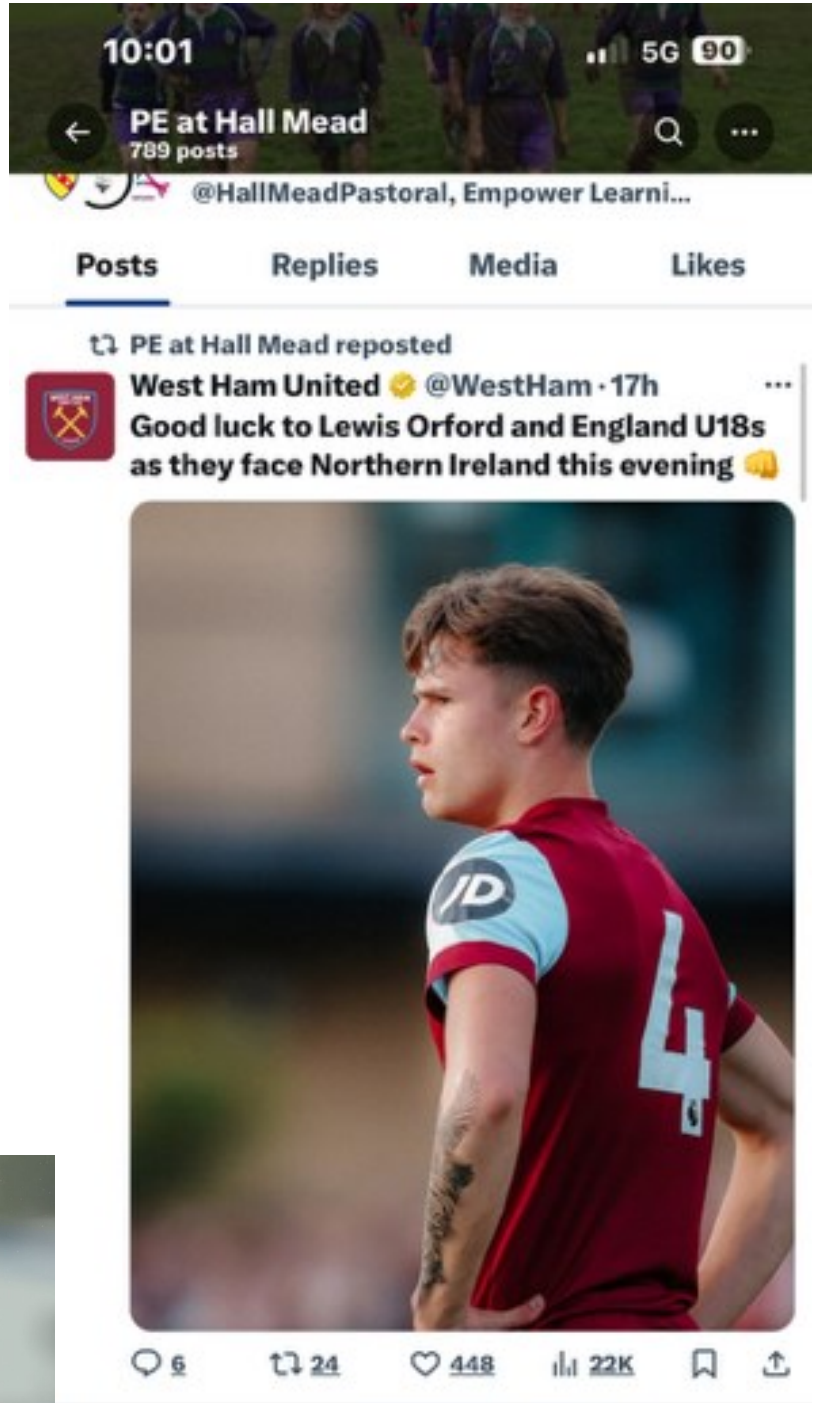 10:01
5G 90
PE at Hall Mead
789 posts
@HallMeadPastoral, Empower Learni...
Posts Replies Media Likes
PE at Hall Mead reposted
West Ham United @WestHam · 17h
Good luck to Lewis Orford and England U18s
as they face Northern Ireland this evening 👊
JD
4
6 24 448 22K